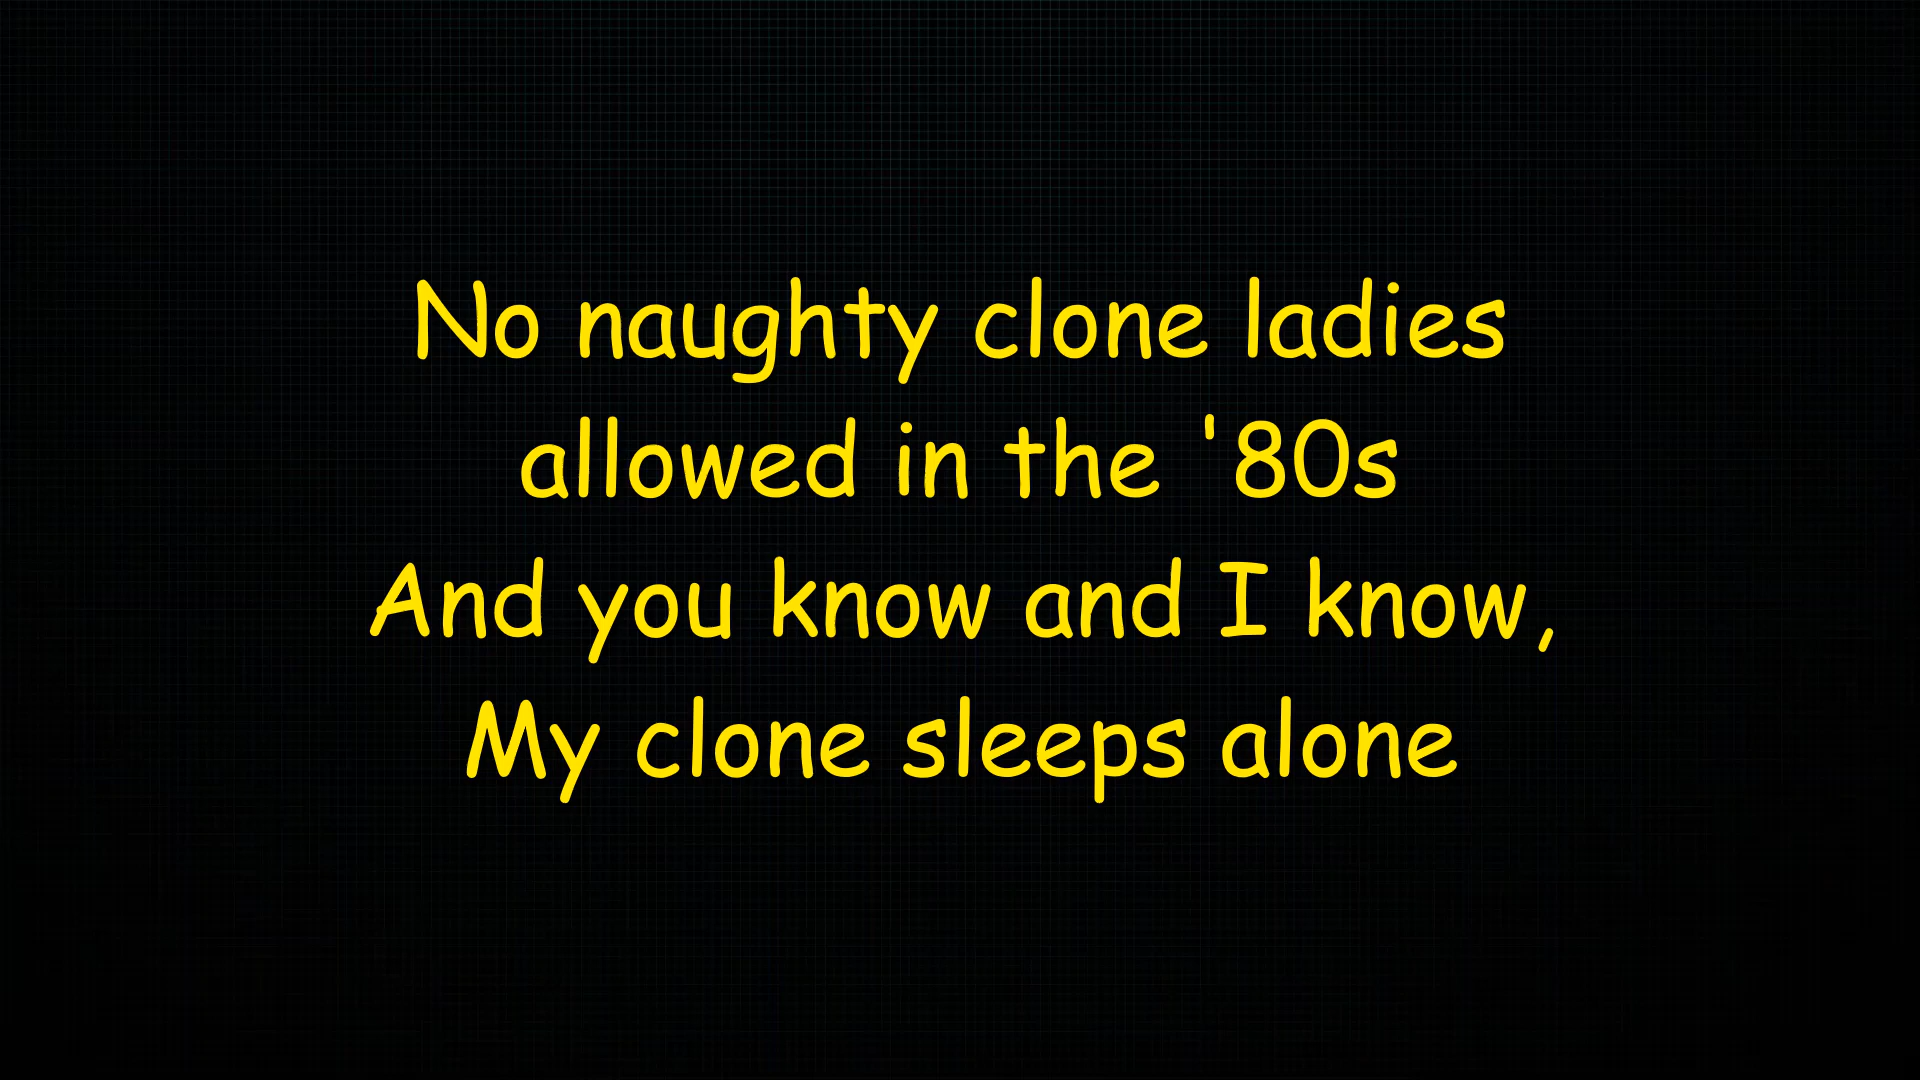 No naughty clone ladies
allowed in the '80s
And you know and I know,
My clone sleeps alone